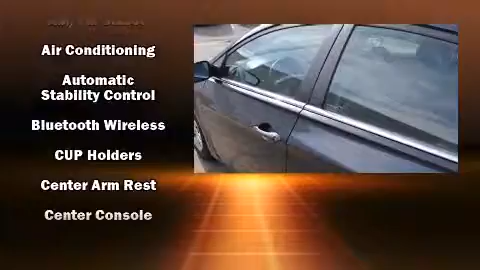 Air Conditioning
Automatic
Stability Control
Bluetooth Wireless
CUP Holders
Center Arm Rest
Center Console